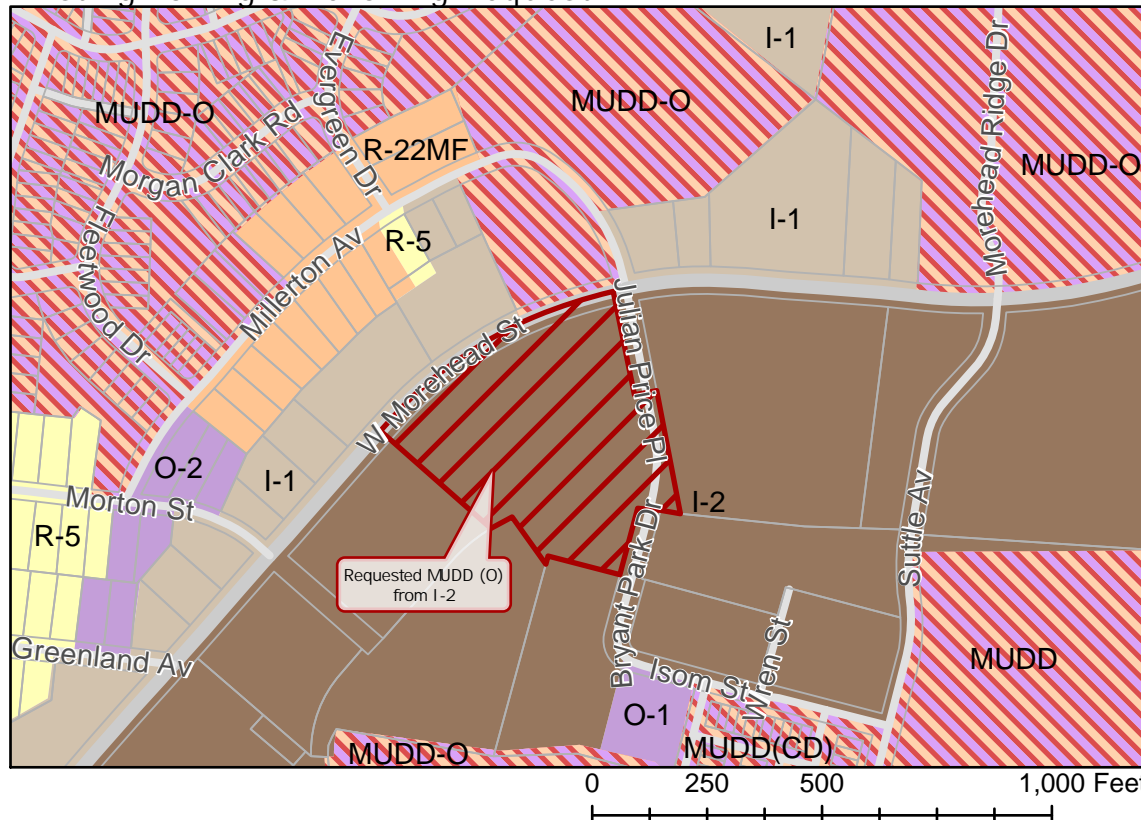 I-1
MUDD-O
MUDD-O
Evergreen Dr
Morehead Ridge Dr
Morgan Clark Rd
R-22MF
MUDD-O
Fleetwood Dr
I-1
R-5
Millerton Av
Julian Price Pl
W Morehead St
O-2
I-1
Morton St
I-2
R-5
Suttle Av
Requested MUDD (O)
from I-2
Bryant Park Dr
Greenland Av
Isom St
Wren St
MUDD
O-1
MUDD-O
MUDD(CD)
0 250 500 1,000 Feet